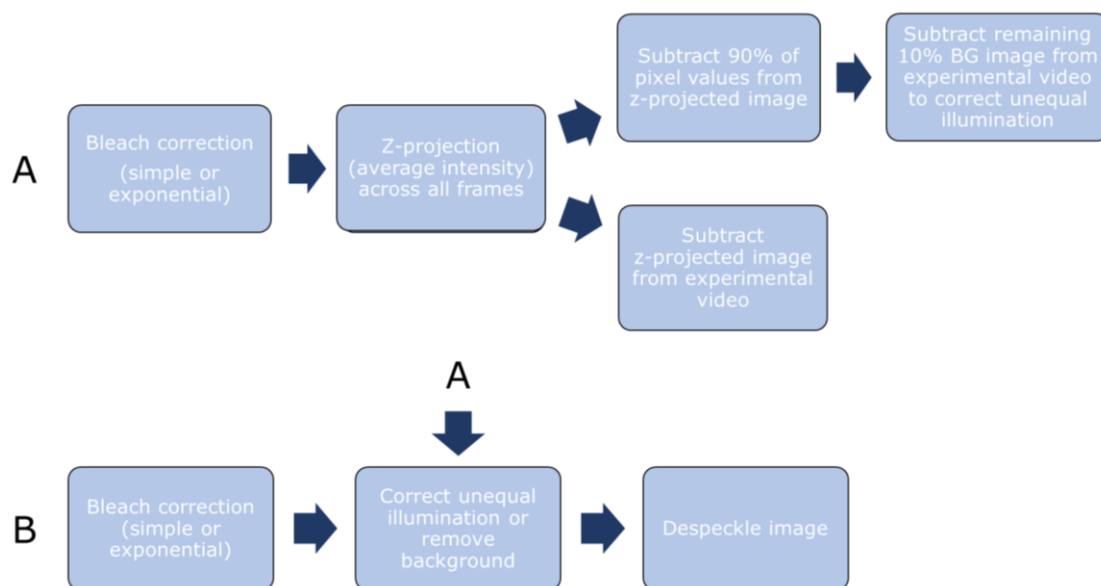 A
Bleach correction
(simple or
exponential)
Z-projection
(average intensity)
across all frames
Subtract 90% of
pixel values from
z-projected image
Subtract remaining
10% BG image from
experimental video
to correct unequal
illumination
Subtract
z-projected image
from experimental
video
A
B
Bleach correction
(simple or
exponential)
Correct unequal
illumination or
remove
background
Despeckle image